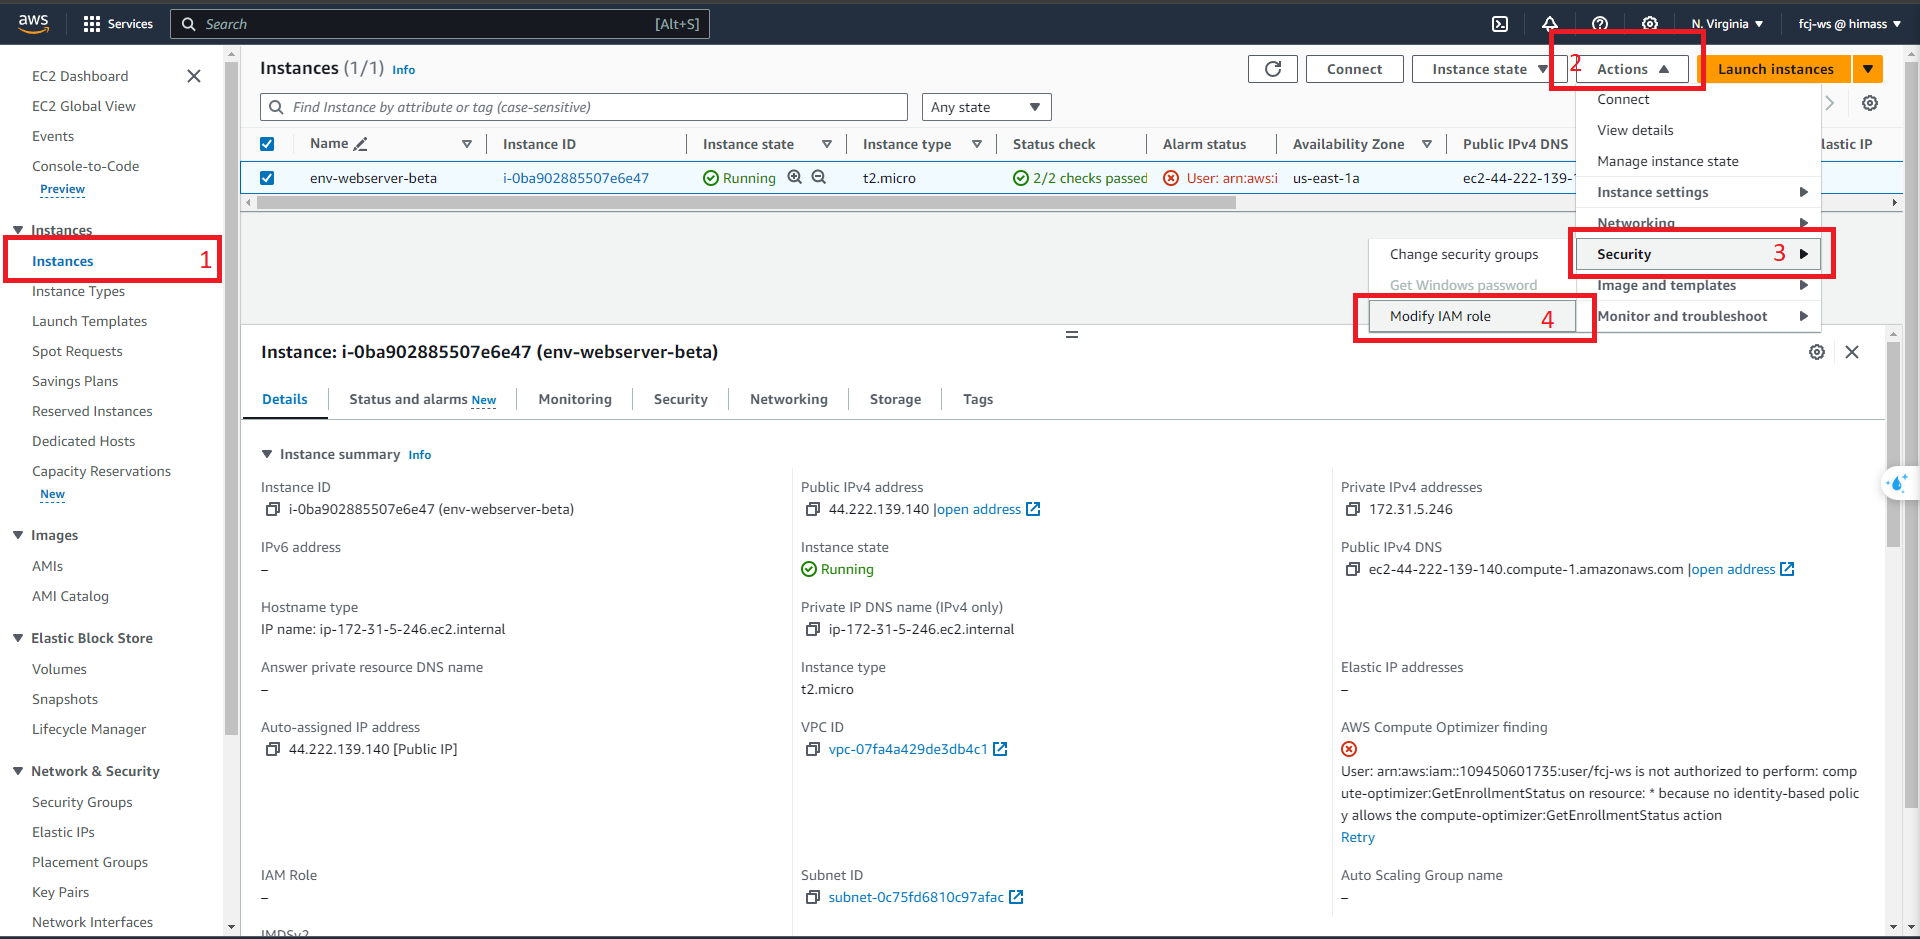 aws
Services
Search
[Alt+S]
N. Virginia
fcj-ws @ himass
EC2 Dashboard
EC2 Global View
Events
Console-to-Code
Preview
Instances
Instances
1
Instance Types
Launch Templates
Spot Requests
Savings Plans
Reserved Instances
Dedicated Hosts
Capacity Reservations
New
Images
AMIs
AMI Catalog
Elastic Block Store
Volumes
Snapshots
Lifecycle Manager
Network & Security
Security Groups
Elastic IPs
Placement Groups
Key Pairs
Network Interfaces
Instances (1/1) Info
Connect
Instance state
2
Actions
Launch instances
Find Instance by attribute or tag (case-sensitive)
Any state
Name
Instance ID
Instance state
Instance type
Status check
Alarm status
Availability Zone
Public IPv4 DNS
lastic IP
env-webserver-beta
i-0ba902885507e6e47
Running
t2.micro
2/2 checks passed
User: arn:aws:i
us-east-1a
ec2-44-222-139-
Connect
View details
Manage instance state
Instance settings
Networking
Security
3
Image and templates
Monitor and troubleshoot
Change security groups
Get Windows password
Modify IAM role
4
Instance: i-0ba902885507e6e47 (env-webserver-beta)
Details
Status and alarms New
Monitoring
Security
Networking
Storage
Tags
Instance summary Info
Instance ID
i-0ba902885507e6e47 (env-webserver-beta)
Public IPv4 address
44.222.139.140 |open address
Private IPv4 addresses
172.31.5.246
IPv6 address
–
Instance state
Running
Public IPv4 DNS
ec2-44-222-139-140.compute-1.amazonaws.com |open address
Hostname type
IP name: ip-172-31-5-246.ec2.internal
Private IP DNS name (IPv4 only)
ip-172-31-5-246.ec2.internal
Answer private resource DNS name
–
Instance type
t2.micro
Elastic IP addresses
–
Auto-assigned IP address
44.222.139.140 [Public IP]
VPC ID
vpc-07fa4a429de3db4c1
AWS Compute Optimizer finding
User: arn:aws:iam::109450601735:user/fcj-ws is not authorized to perform: comp
ute-optimizer:GetEnrollmentStatus on resource: * because no identity-based polic
y allows the compute-optimizer:GetEnrollmentStatus action
Retry
IAM Role
–
Subnet ID
subnet-0c75fd6810c97afac
Auto Scaling Group name
–
IMDSv2